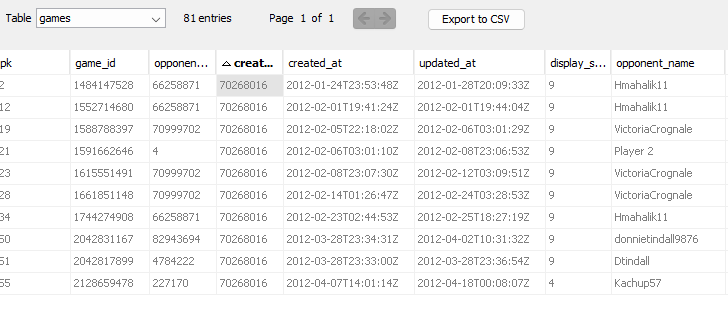 Table games 81 entries Page 1 of 1 Export to CSV
pk game_id opponen... creat... created_at updated_at display_s... opponent_name
2 1484147528 66258871 70268016 2012-01-24T23:53:48Z 2012-01-28T20:09:33Z 9 Hmahalik11
12 1552714680 66258871 70268016 2012-02-01T19:41:24Z 2012-02-01T19:44:04Z 9 Hmahalik11
19 1588788397 70999702 70268016 2012-02-05T22:18:02Z 2012-02-06T03:01:29Z 9 VictoriaCrognale
21 1591662646 4 70268016 2012-02-06T03:01:10Z 2012-02-08T23:06:53Z 9 Player 2
23 1615551491 70999702 70268016 2012-02-08T23:07:30Z 2012-02-12T03:09:51Z 9 VictoriaCrognale
28 1661851148 70999702 70268016 2012-02-14T01:26:47Z 2012-02-24T03:28:53Z 9 VictoriaCrognale
34 1744274908 66258871 70268016 2012-02-23T02:44:53Z 2012-02-25T18:27:19Z 9 Hmahalik11
50 2042831167 82943694 70268016 2012-03-28T23:34:31Z 2012-04-02T10:31:32Z 9 donnietindall9876
51 2042817899 4784222 70268016 2012-03-28T23:33:00Z 2012-03-28T23:36:54Z 9 Dtindall
55 2128659478 227170 70268016 2012-04-07T14:01:14Z 2012-04-18T00:08:07Z 4 Kachup57